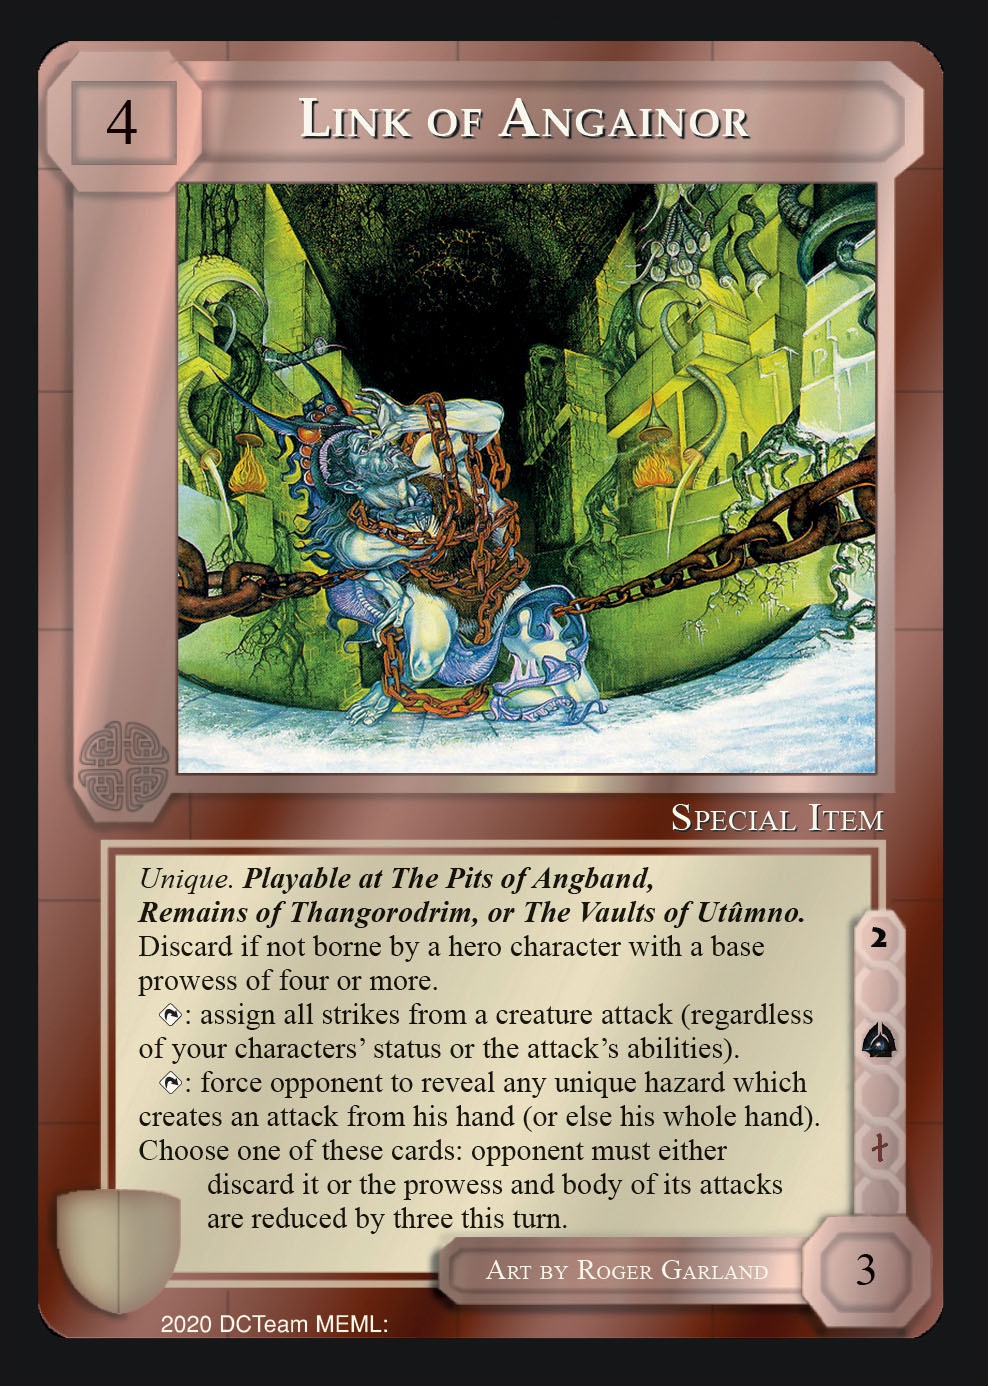 4
Link of Angainor
Special Item
Unique. Playable at The Pits of Angband,
Remains of Thangorodrim, or The Vaults of Utûmno.
Discard if not borne by a hero character with a base
prowess of four or more.
: assign all strikes from a creature attack (regardless
of your characters’ status or the attack’s abilities).
: force opponent to reveal any unique hazard which
creates an attack from his hand (or else his whole hand).
Choose one of these cards: opponent must either
discard it or the prowess and body of its attacks
are reduced by three this turn.
2
Art by Roger Garland
3
2020 DCTeam MEML: